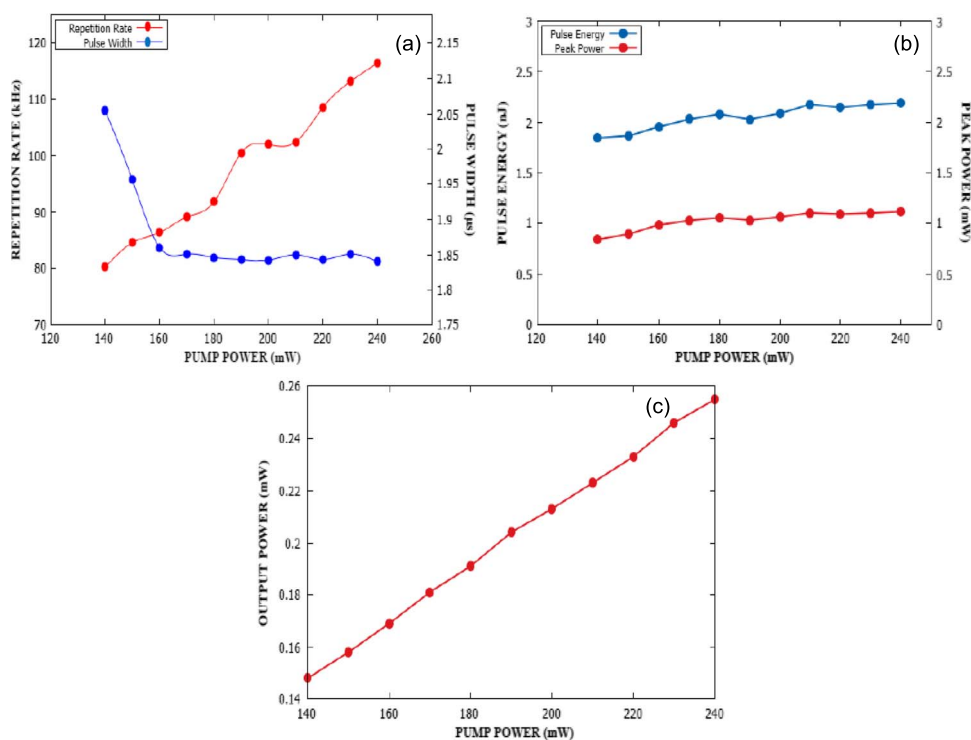 Repetition Rate
Pulse Width
(a)
120
110
100
90
80
70
REPETITION RATE (kHz)
2.15
2.1
2.05
2
1.95
1.9
1.85
1.8
1.75
PULSE WIDTH (µs)
120 140 160 180 200 220 240 260
PUMP POWER (mW)
Pulse Energy
Peak Power
(b)
3
2.5
2
1.5
1
0.5
0
PULSE ENERGY (nJ)
3
2.5
2
1.5
1
0.5
0
PEAK POWER (mW)
120 140 160 180 200 220 240
PUMP POWER (mW)
(c)
0.26
0.24
0.22
0.2
0.18
0.16
0.14
OUTPUT POWER (mW)
140 160 180 200 220 240
PUMP POWER (mW)